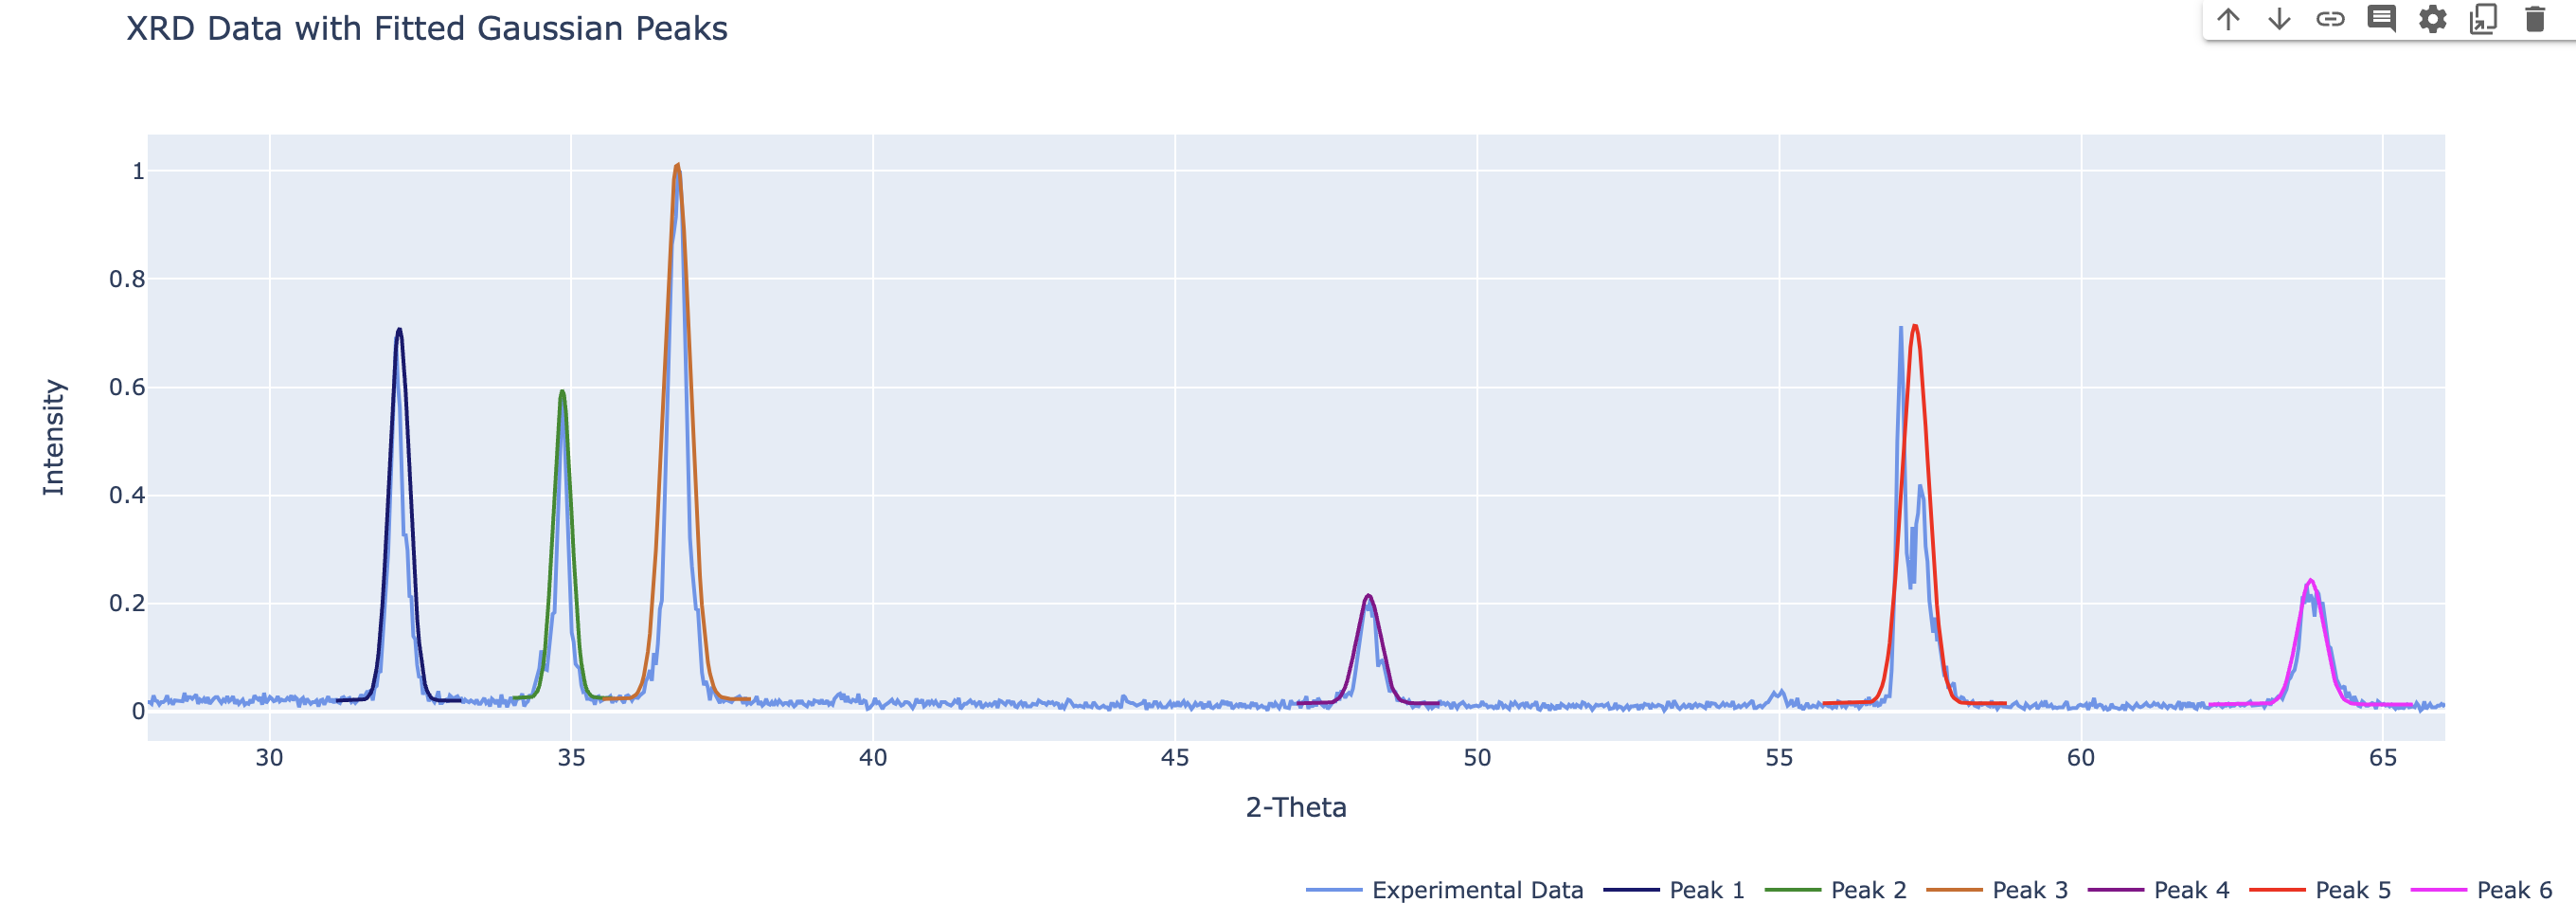 XRD Data with Fitted Gaussian Peaks
1
0.8
0.6
0.4
0.2
0
Intensity
30 35 40 45 50 55 60 65
2-Theta
Experimental Data Peak 1 Peak 2 Peak 3 Peak 4 Peak 5 Peak 6